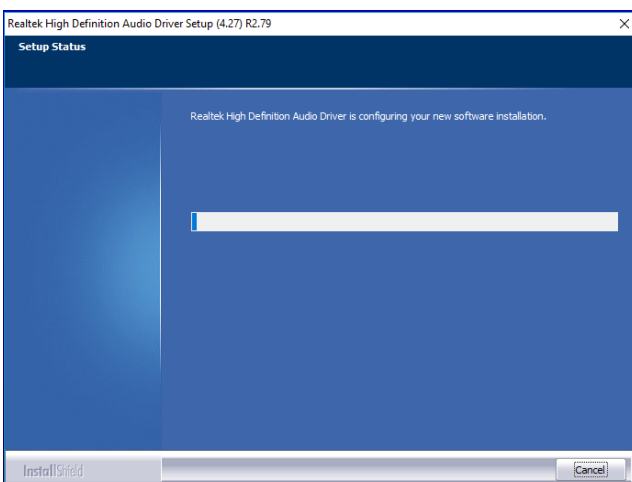 Realtek High Definition Audio Driver Setup (4.27) R2.79
Setup Status
Realtek High Definition Audio Driver is configuring your new software installation.
InstallShield
Cancel